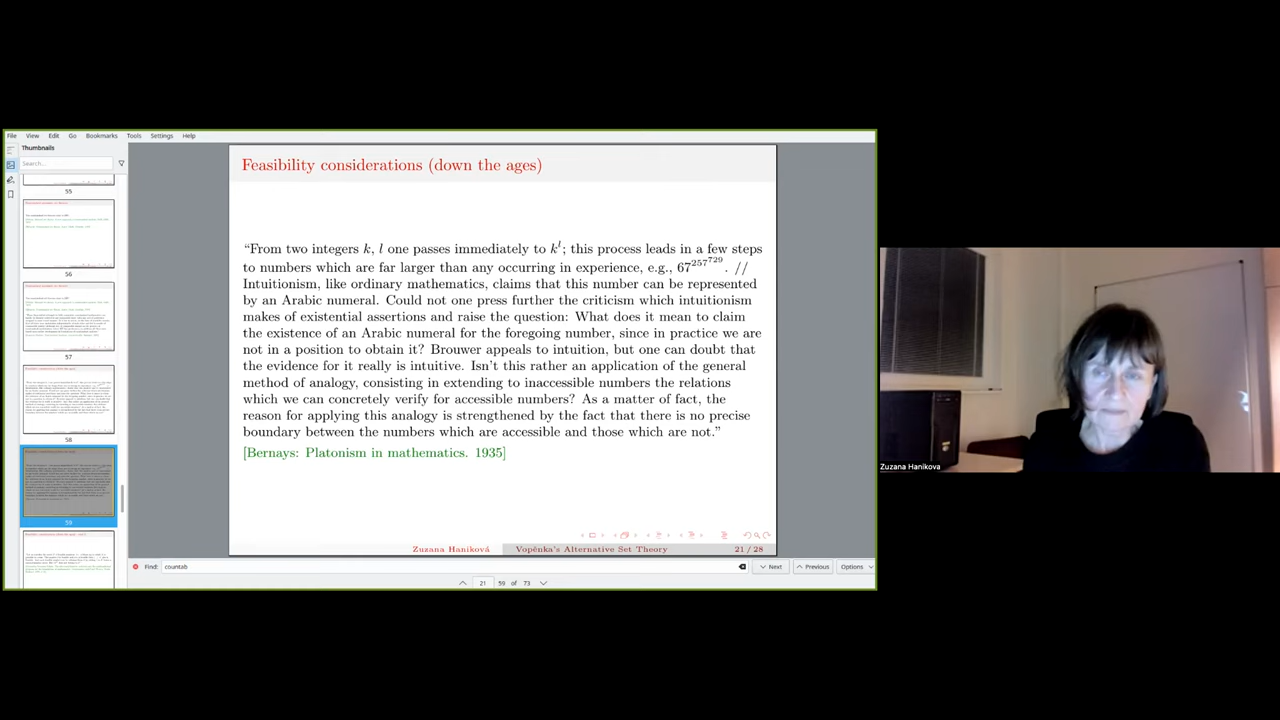 File View Edit Go Bookmarks Tools Settings Help
Thumbnails
Search...
55
56
57
58
59
Feasibility considerations (down the ages)
“From two integers k, l one passes immediately to k^l; this process leads in a few steps
to numbers which are far larger than any occurring in experience, e.g., 67^257^729. //
Intuitionism, like ordinary mathematics, claims that this number can be represented
by an Arabic numeral. Could not one press further the criticism which intuitionism
makes of existential assertions and raise the question: What does it mean to claim
the existence of an Arabic numeral for the foregoing number, since in practice we are
not in a position to obtain it? Brouwer appeals to intuition, but one can doubt that
the evidence for it really is intuitive. Isn’t this rather an application of the general
method of analogy, consisting in extending to inaccessible numbers the relations
which we can concretely verify for accessible numbers? As a matter of fact, the
reason for applying this analogy is strengthened by the fact that there is no precise
boundary between the numbers which are accessible and those which are not.”
[Bernays: Platonism in mathematics. 1935]
Zuzana Haniková Vopěnka’s Alternative Set Theory 21 / 28
Find: countab Next Previous Options
21 59 of 73
Zuzana Hanikova